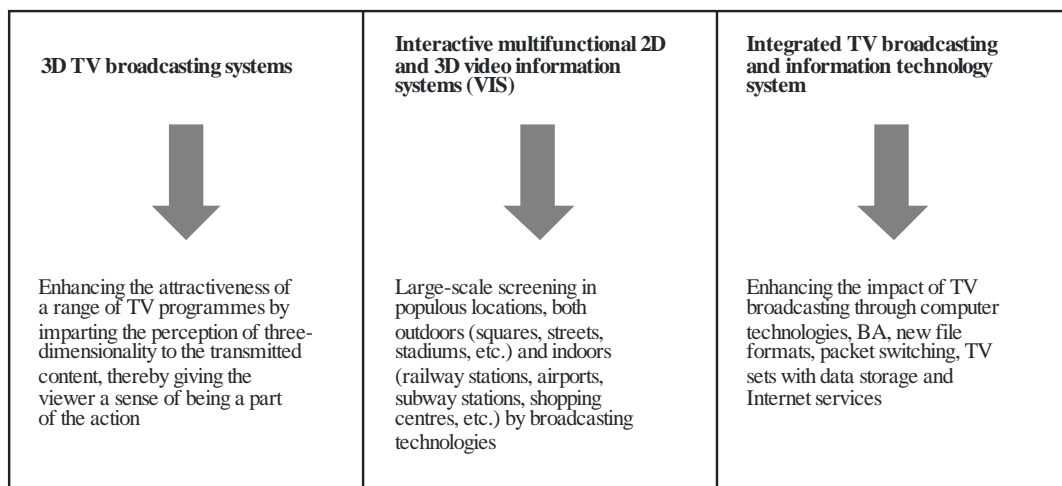 3D TV broadcasting systems
Enhancing the attractiveness of
a range of TV programmes by
imparting the perception of three-
dimensionality to the transmitted
content, thereby giving the
viewer a sense of being a part
of the action
Interactive multifunctional 2D
and 3D video information
systems (VIS)
Large-scale screening in
populous locations, both
outdoors (squares, streets,
stadiums, etc.) and indoors
(railway stations, airports,
subway stations, shopping
centres, etc.) by broadcasting
technologies
Integrated TV broadcasting
and information technology
system
Enhancing the impact of TV
broadcasting through computer
technologies, BA, new file
formats, packet switching, TV
sets with data storage and
Internet services